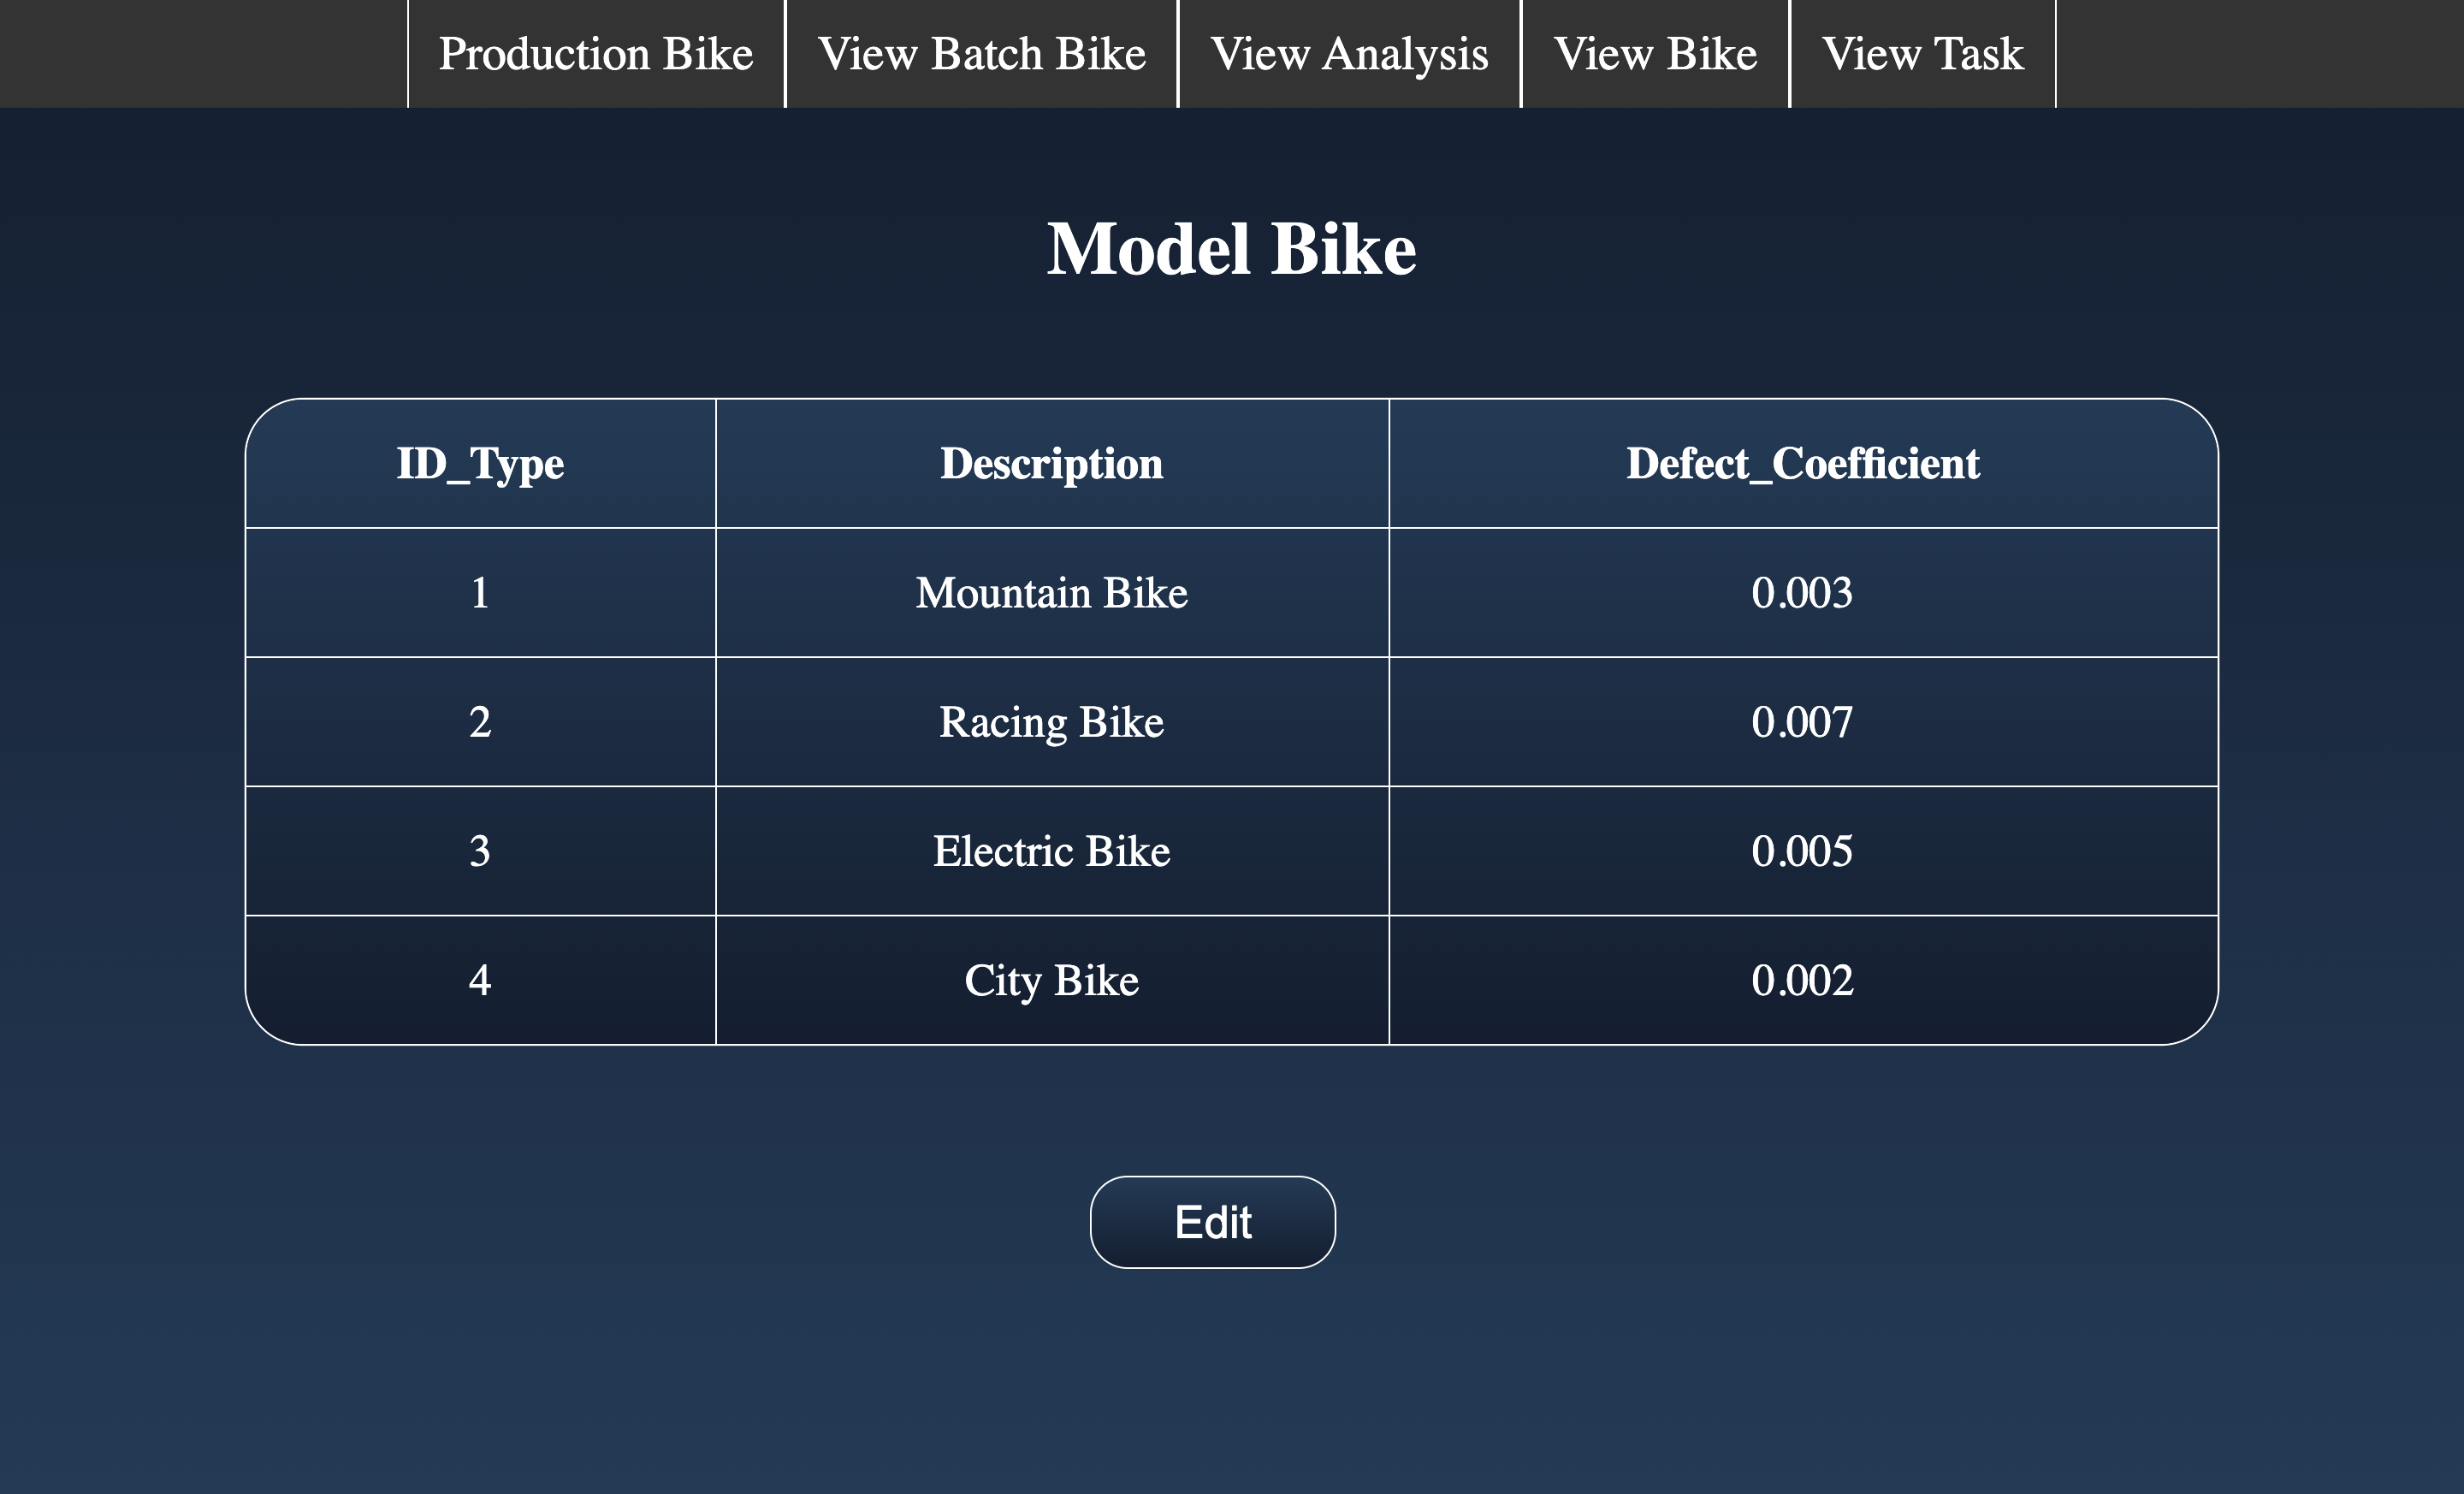 Production Bike View Batch Bike View Analysis View Bike View Task
Model Bike
ID_Type Description Defect_Coefficient
1 Mountain Bike 0.003
2 Racing Bike 0.007
3 Electric Bike 0.005
4 City Bike 0.002
Edit